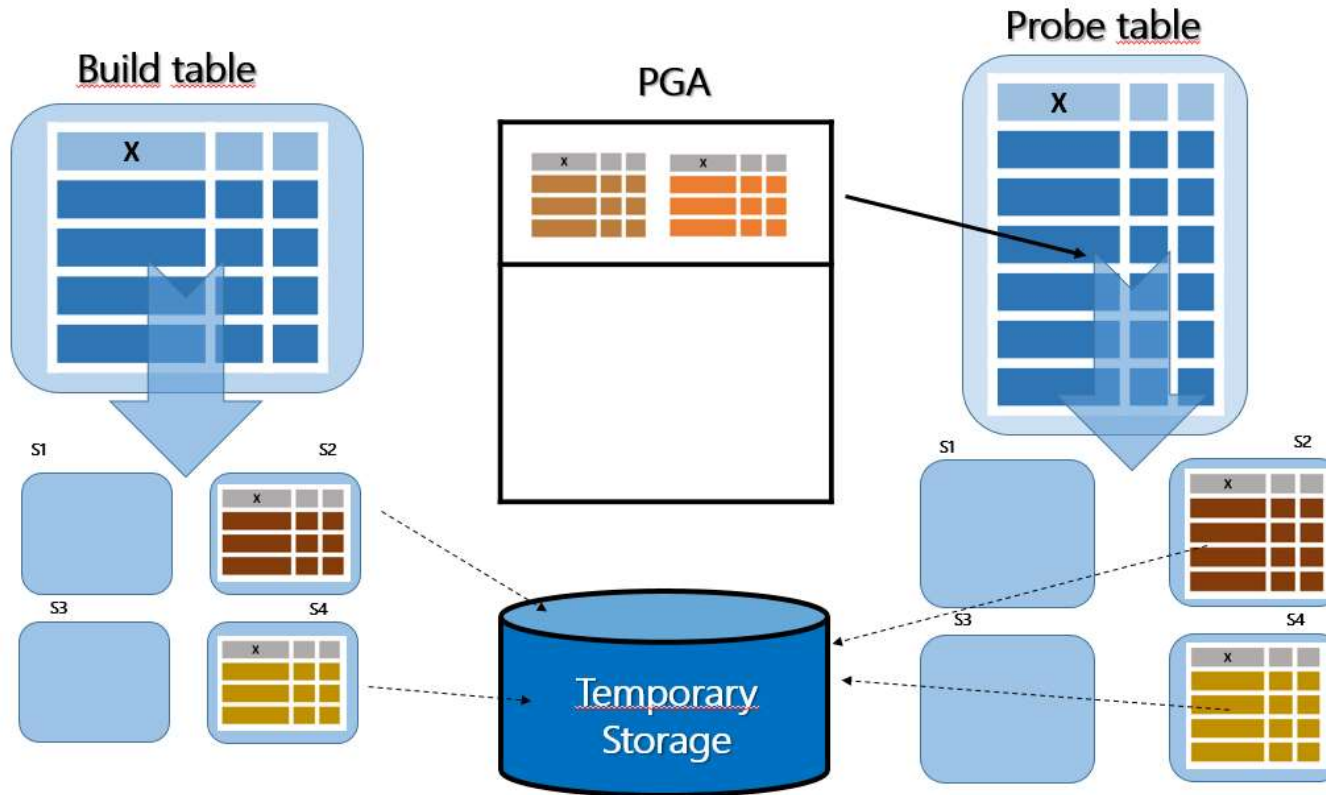 Build table
PGA
Probe table
X
X
X
X
S1
S2
S1
S2
X
X
S3
S4
S3
S4
X
X
Temporary
Storage